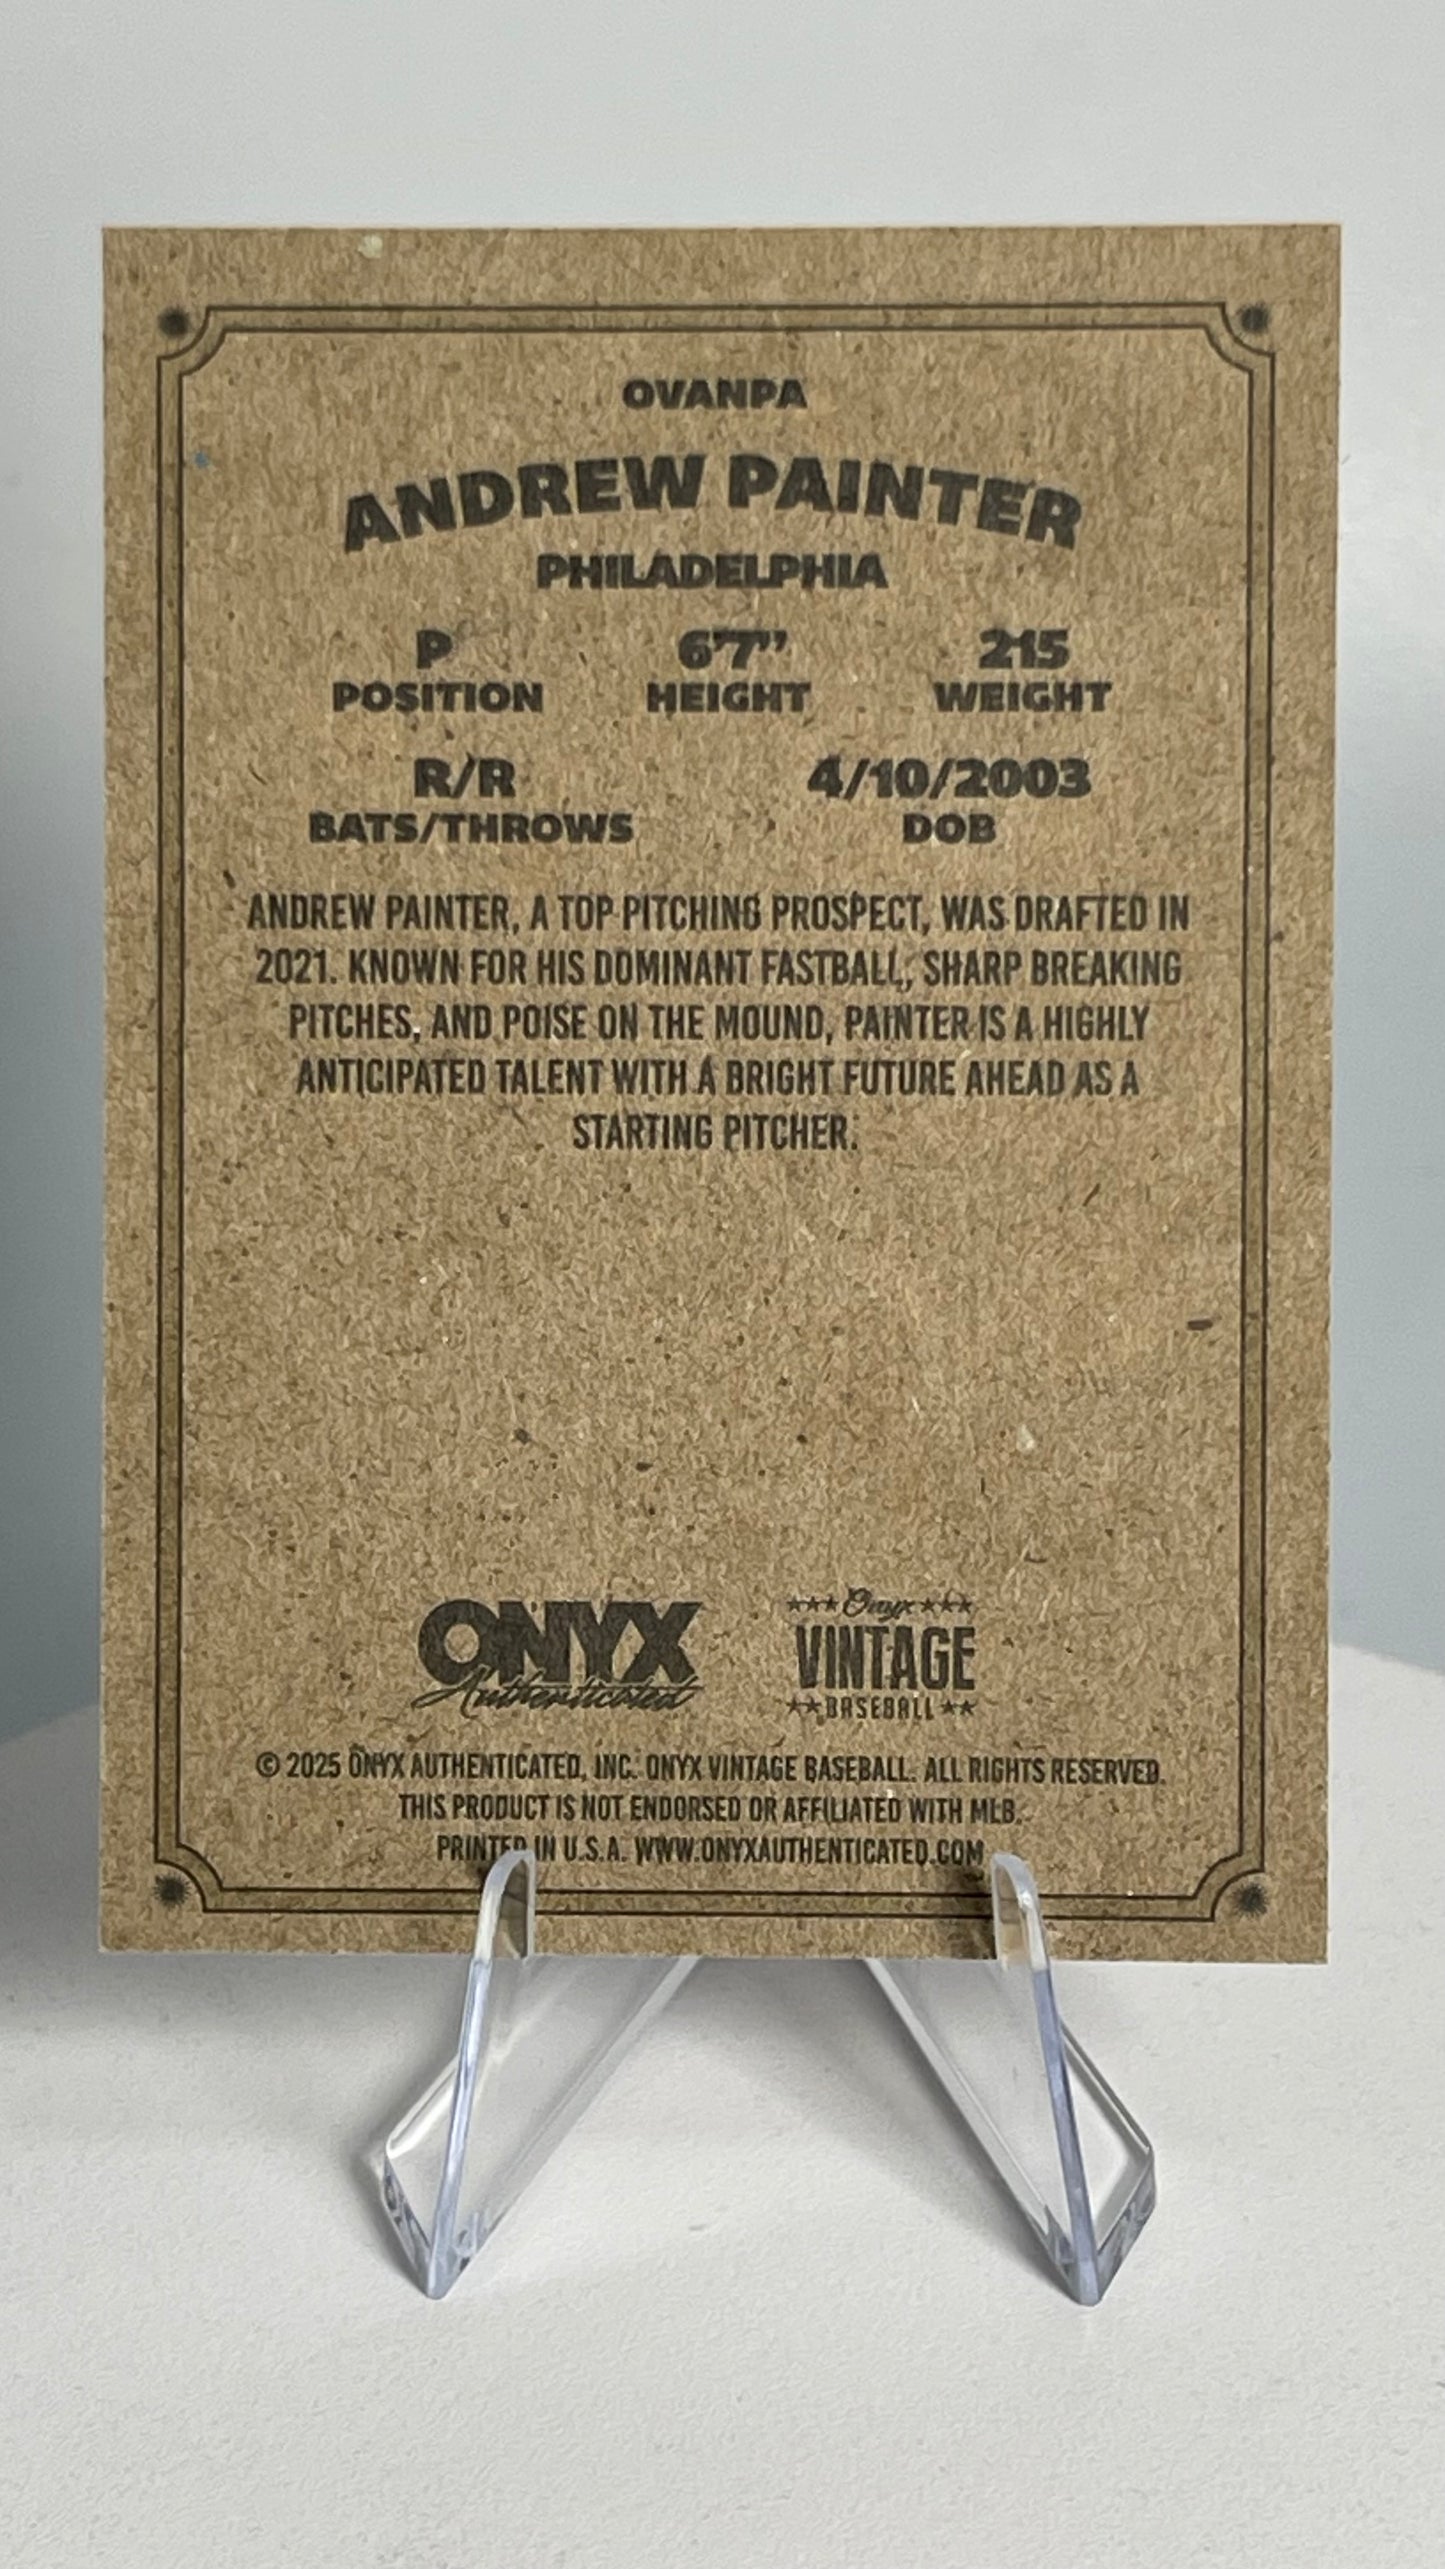 OVANPA
ANDREW PAINTER
PHILADELPHIA
P 6'7" 215
POSITION HEIGHT WEIGHT
R/R 4/10/2003
BATS/THROWS DOB
ANDREW PAINTER, A TOP PITCHING PROSPECT, WAS DRAFTED IN
2021. KNOWN FOR HIS DOMINANT FASTBALL, SHARP BREAKING
PITCHES, AND POISE ON THE MOUND, PAINTER IS A HIGHLY
ANTICIPATED TALENT WITH A BRIGHT FUTURE AHEAD AS A
STARTING PITCHER.
ONYX
Authenticated
Onyx
VINTAGE
BASEBALL
© 2025 ONYX AUTHENTICATED, INC. ONYX VINTAGE BASEBALL. ALL RIGHTS RESERVED.
THIS PRODUCT IS NOT ENDORSED OR AFFILIATED WITH MLB.
PRINTED IN U.S.A. WWW.ONYXAUTHENTICATED.COM